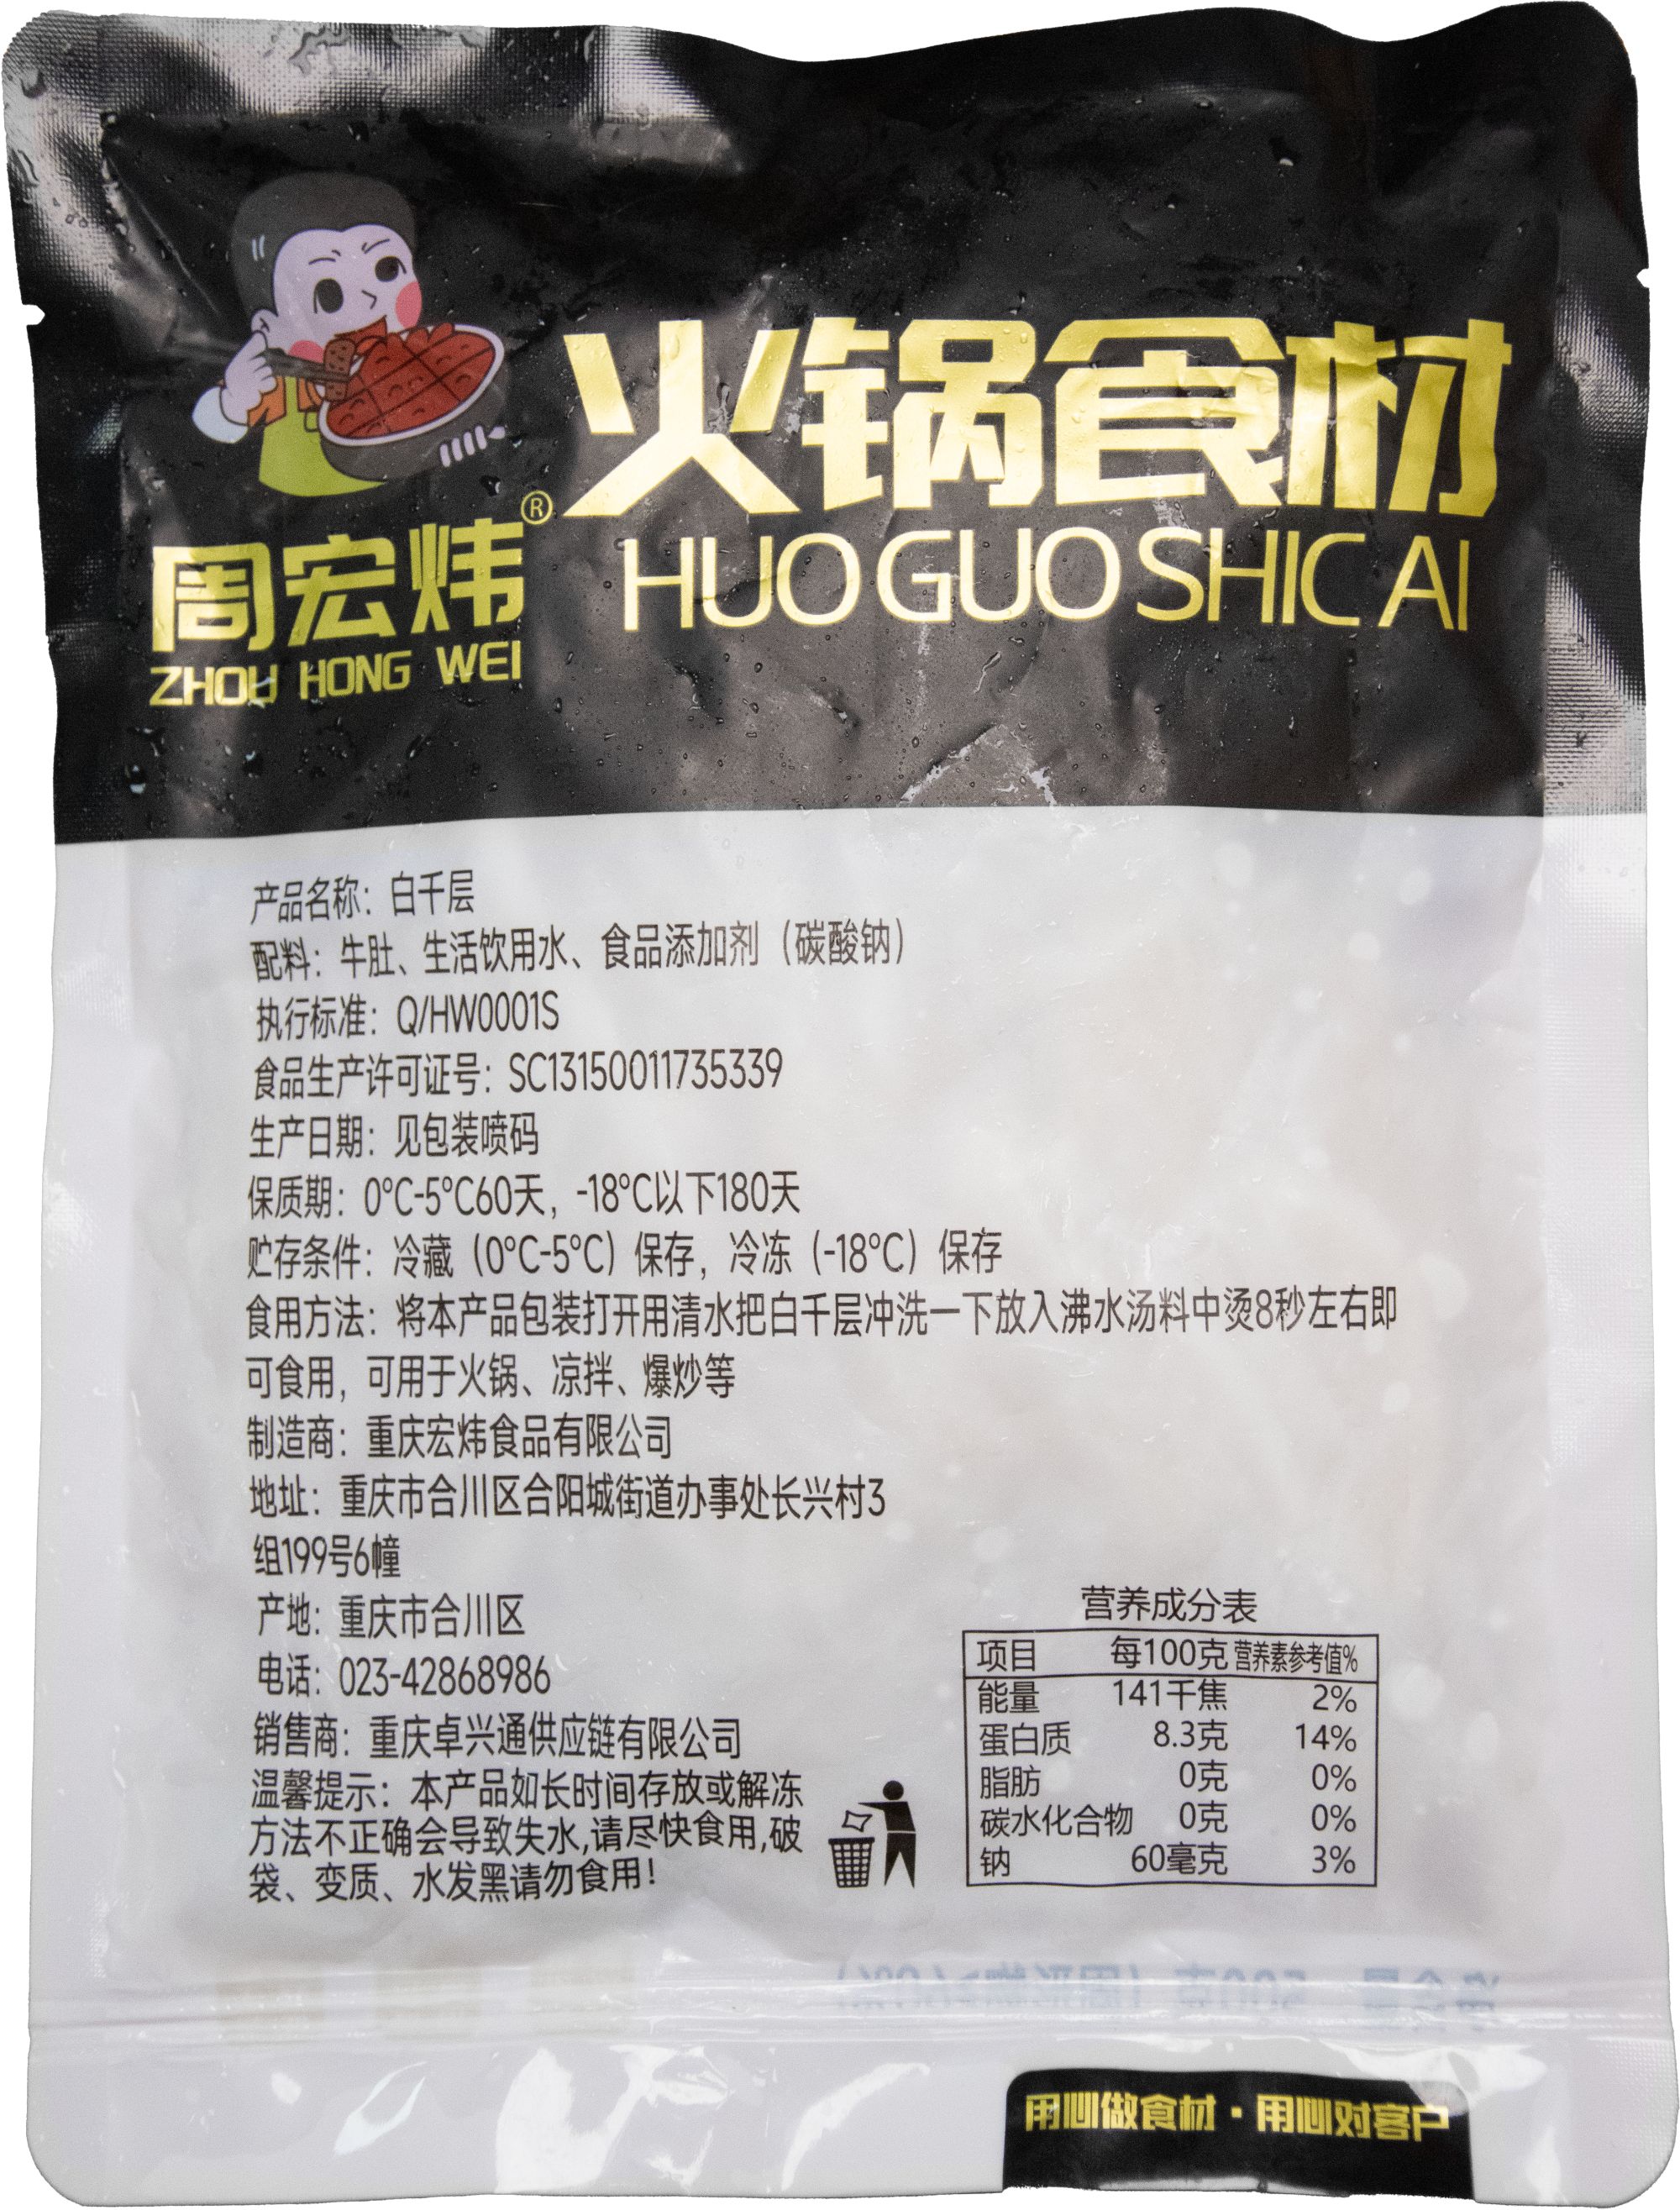 火锅食材
HUO GUO SHICAI
®
周宏炜
ZHOU HONG WEI
产品名称：白千层
配料：牛肚、生活饮用水、食品添加剂（碳酸钠）
执行标准：Q/HW0001S
食品生产许可证号：SC13150011735339
生产日期：见包装喷码
保质期：0°C-5°C60天，-18°C以下180天
贮存条件：冷藏（0°C-5°C）保存，冷冻（-18°C）保存
食用方法：将本产品包装打开用清水把白千层冲洗一下放入沸水汤料中烫8秒左右即
可食用，可用于火锅、凉拌、爆炒等
制造商：重庆宏炜食品有限公司
地址：重庆市合川区合阳城街道办事处长兴村3
组199号6幢
产地：重庆市合川区
电话：023-42868986
销售商：重庆卓兴通供应链有限公司
温馨提示：本产品如长时间存放或解冻
方法不正确会导致失水,请尽快食用,破
袋、变质、水发黑请勿食用！
营养成分表
项目 每100克 营养素参考值%
能量 141千焦 2%
蛋白质 8.3克 14%
脂肪 0克 0%
碳水化合物 0克 0%
钠 60毫克 3%
用心做食材·用心对客户